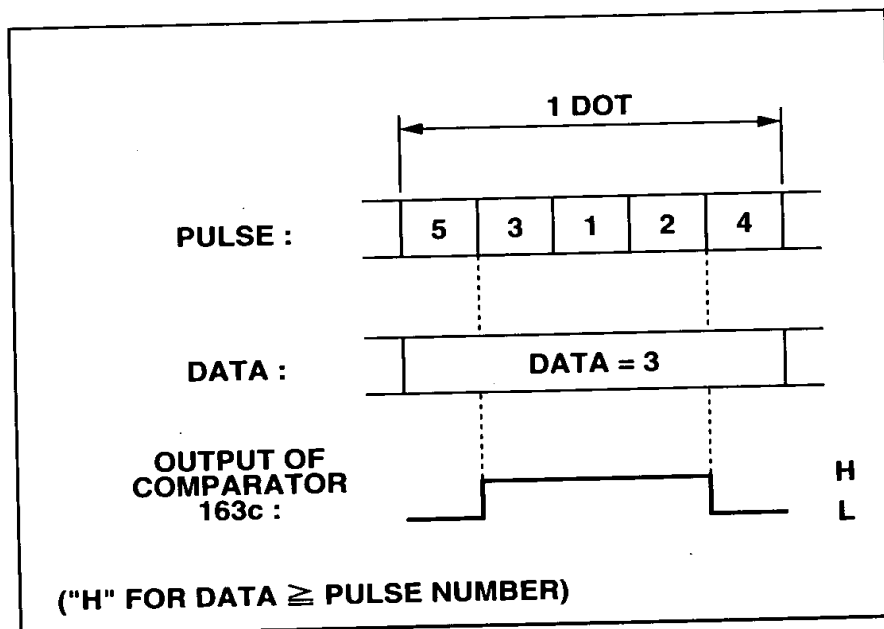 1 DOT
PULSE : 5 3 1 2 4
DATA : DATA = 3
OUTPUT OF
COMPARATOR
163c :
H
L
("H" FOR DATA ≧ PULSE NUMBER)